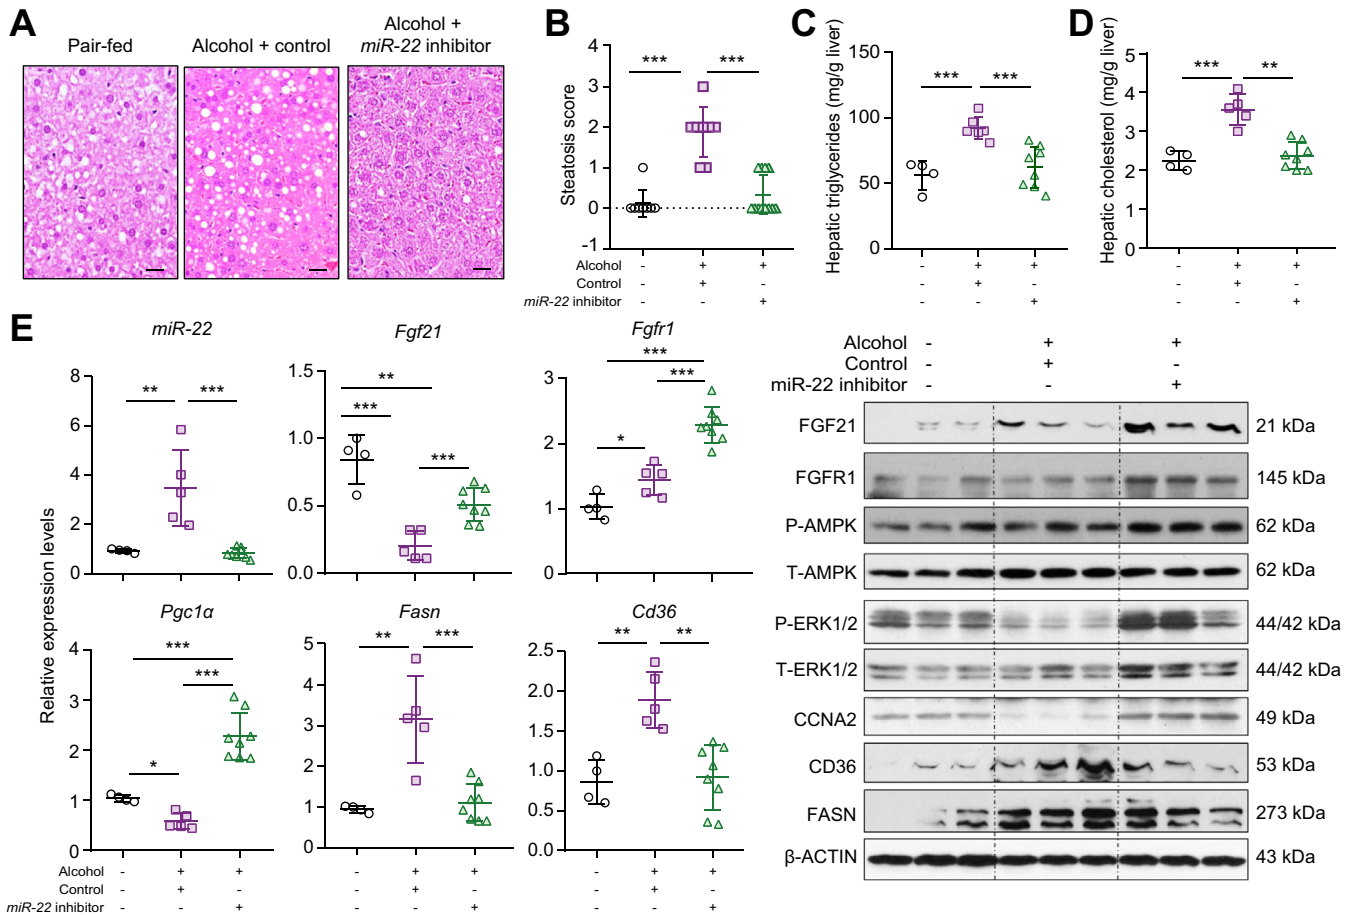 A
Pair-fed
Alcohol + control
Alcohol +
miR-22 inhibitor
B
Steatosis score
4
3
2
1
0
-1
*** ***
Alcohol - + +
Control - + -
miR-22 inhibitor - - +
C
Hepatic triglycerides (mg/g liver)
150
100
50
0
*** ***
- + +
- + -
- - +
D
Hepatic cholesterol (mg/g liver)
5
4
3
2
1
0
*** **
- + +
- + -
- - +
E
Relative expression levels
miR-22
8
6
4
2
0
** ***
Fgf21
1.5
1.0
0.5
0.0
**
***
***
Fgfr1
3
2
1
0
***
***
*
Pgc1α
4
3
2
1
0
***
***
*
Alcohol - + +
Control - + -
miR-22 inhibitor - - +
Fasn
5
4
3
2
1
0
** ***
- + +
- + -
- - +
Cd36
2.5
2.0
1.5
1.0
0.5
0.0
** **
- + +
- + -
- - +
Alcohol - + +
Control - + -
miR-22 inhibitor - - +
FGF21 21 kDa
FGFR1 145 kDa
P-AMPK 62 kDa
T-AMPK 62 kDa
P-ERK1/2 44/42 kDa
T-ERK1/2 44/42 kDa
CCNA2 49 kDa
CD36 53 kDa
FASN 273 kDa
β-ACTIN 43 kDa